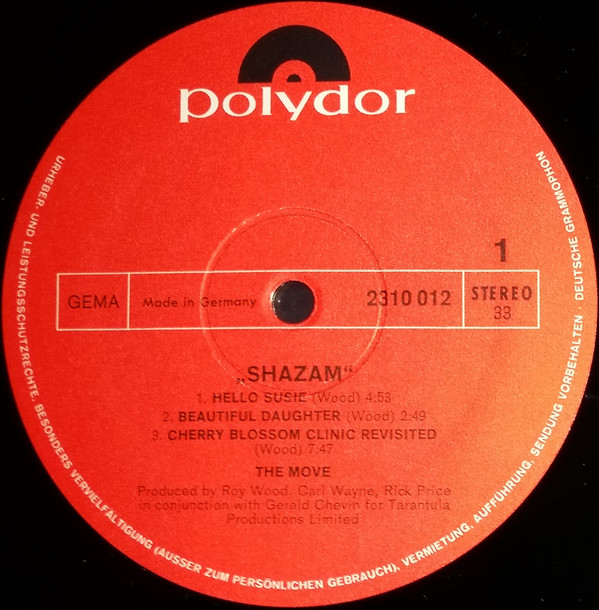 polydor
1
GEMA
Made in Germany
2310 012
STEREO
33
„SHAZAM“
1. HELLO SUSIE (Wood) 4:53
2. BEAUTIFUL DAUGHTER (Wood) 2:49
3. CHERRY BLOSSOM CLINIC REVISITED
(Wood) 7:47
THE MOVE
Produced by Roy Wood, Carl Wayne, Rick Price
in conjunction with Gerald Chevin for Tarantula
Productions Limited
URHEBER- UND LEISTUNGSSCHUTZRECHTE, BESONDERS VERVIELFÄLTIGUNG (AUSSER ZUM PERSÖNLICHEN GEBRAUCH), VERMIETUNG, AUFFÜHRUNG, SENDUNG VORBEHALTEN · DEUTSCHE GRAMMOPHON